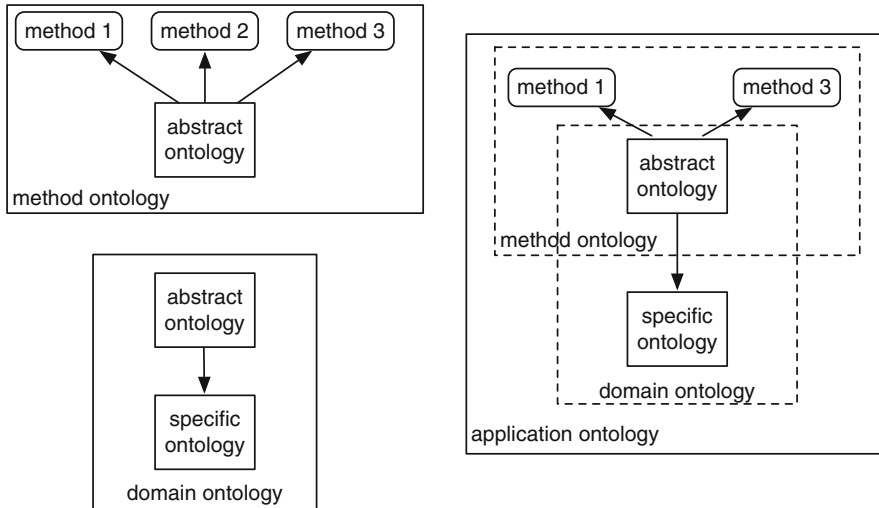 method 1
method 2
method 3
abstract
ontology
method ontology
abstract
ontology
specific
ontology
domain ontology
method 1
method 3
abstract
ontology
method ontology
specific
ontology
domain ontology
application ontology